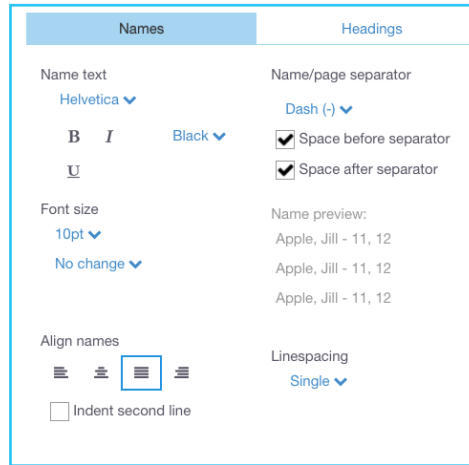 Names
Headings
Name text
Helvetica
B I Black
U
Font size
10pt
No change
Align names
Indent second line
Name/page separator
Dash (-)
Space before separator
Space after separator
Name preview:
Apple, Jill - 11, 12
Apple, Jill - 11, 12
Apple, Jill - 11, 12
Linespacing
Single